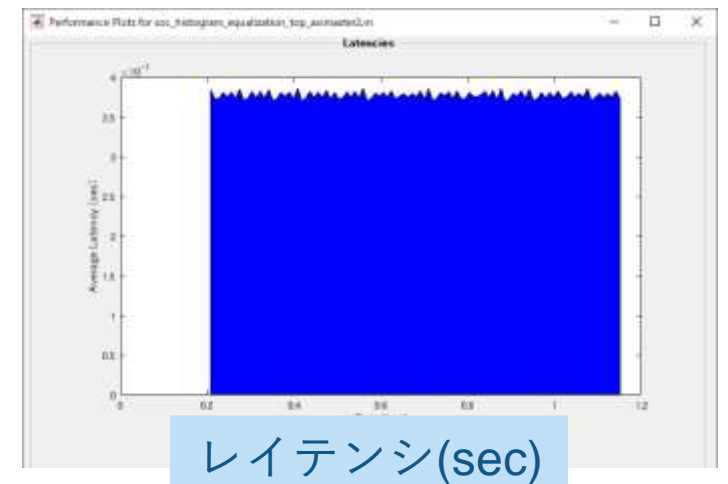 Performance Plots for soc_histogram_equalization_top_aximaster2.m
Latencies
4
3.5
3
2.5
2
1.5
1
0.5
0
Average Latency (sec)
0 0.2 0.4 0.6 0.8 1 1.2
レイテンシ(sec)